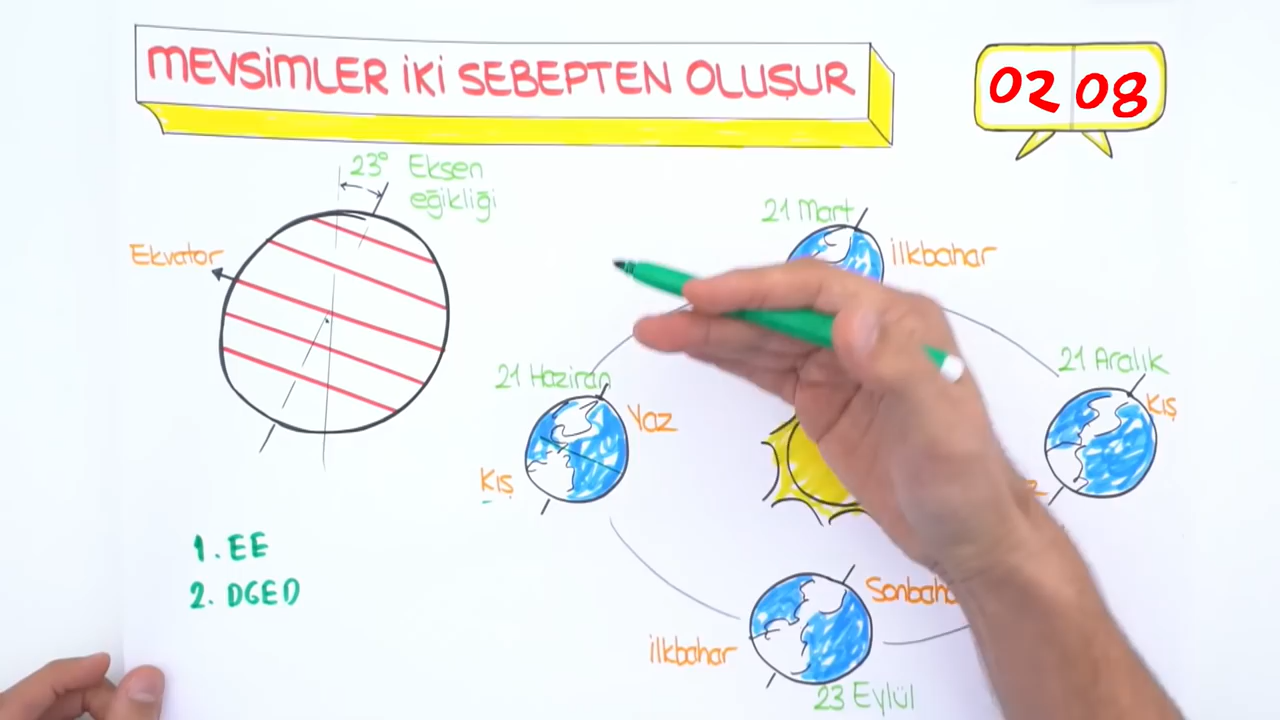 MEVSİMLER İKİ SEBEPTEN OLUŞUR
02 08
23° Eksen
eğikliği
Ekvator
21 Mart
İlkbahar
21 Haziran
Yaz
Kış
21 Aralık
Kış
1. EE
2. DGED
İlkbahar
23 Eylül